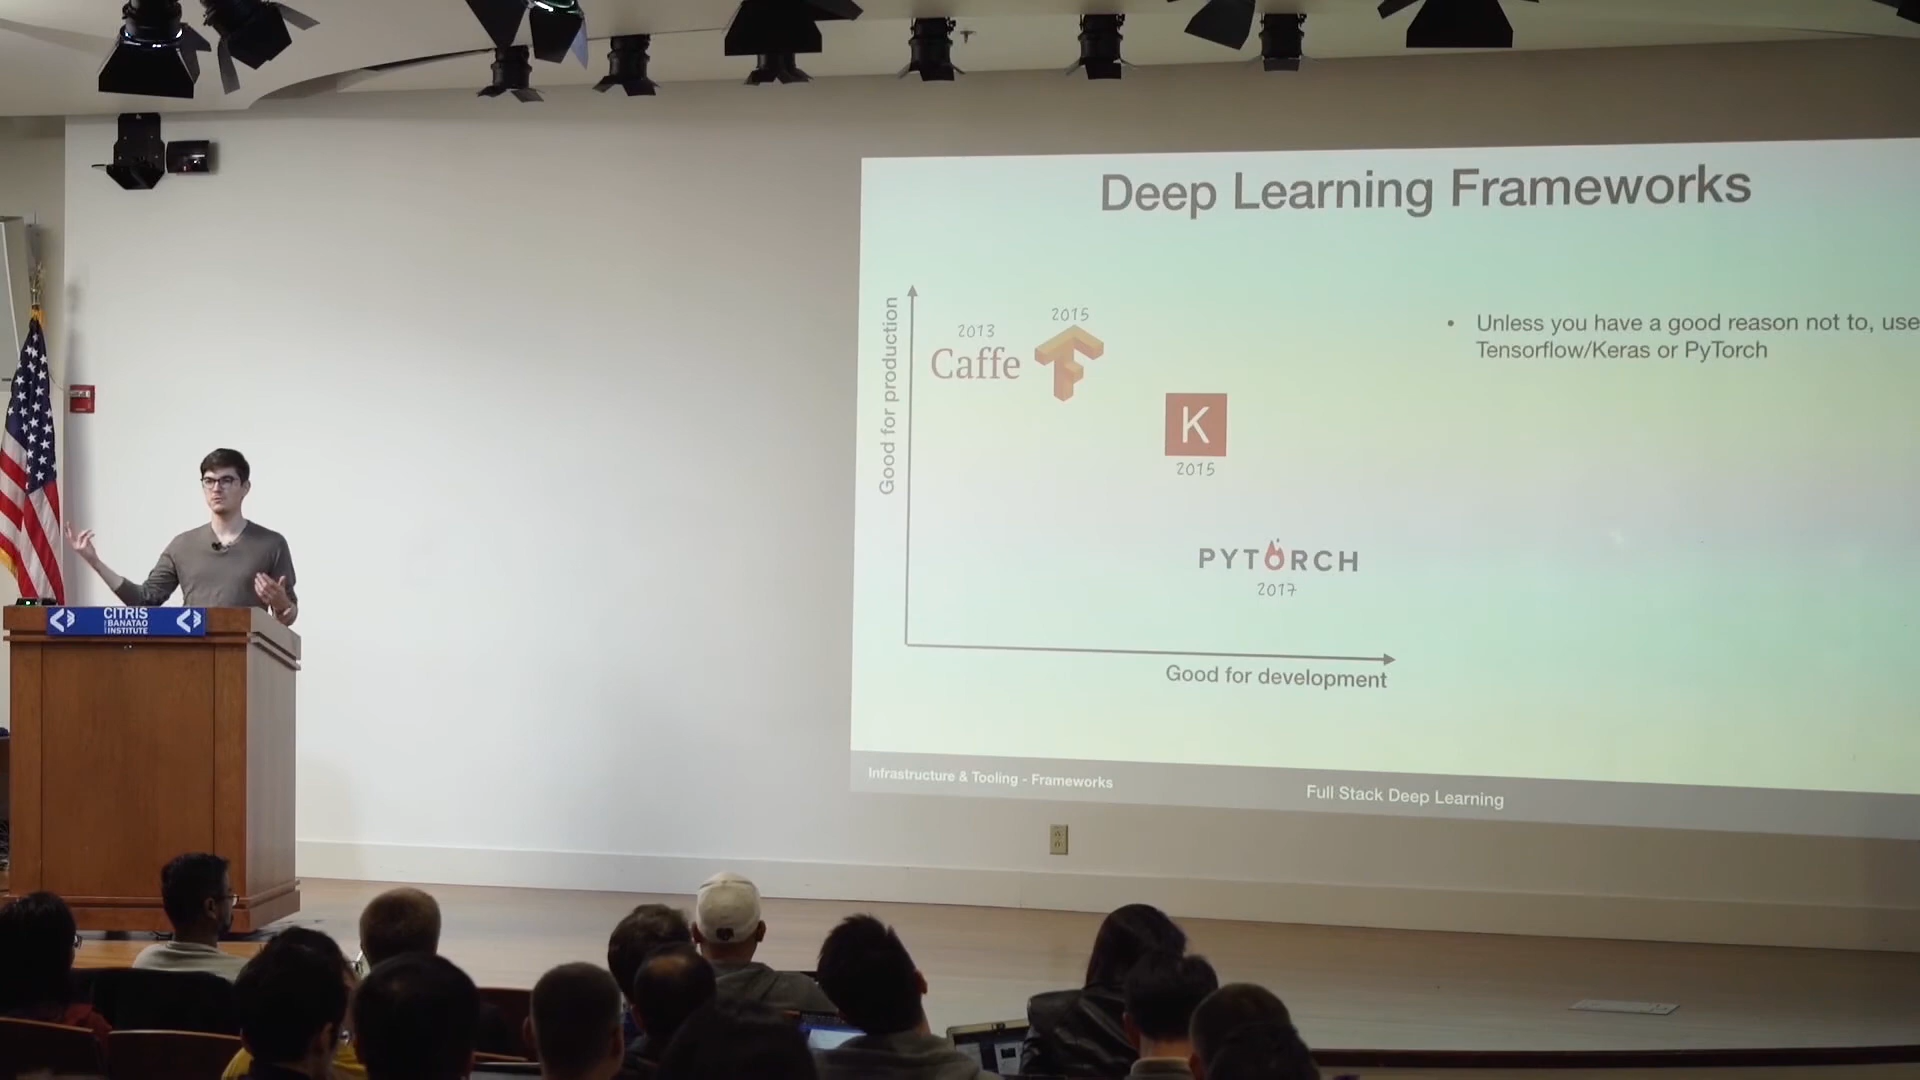 Deep Learning Frameworks
Good for production
2013
Caffe
2015
K
2015
PYTORCH
2017
Good for development
• Unless you have a good reason not to, use
Tensorflow/Keras or PyTorch
Infrastructure & Tooling - Frameworks
Full Stack Deep Learning
CITRIS
BANATAO
INSTITUTE